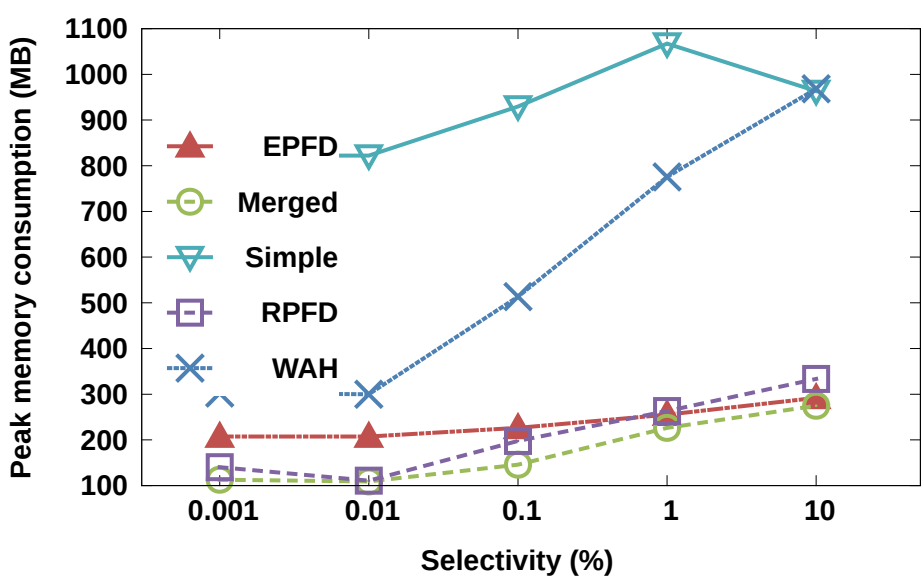 Peak memory consumption (MB)
1100
1000
900
800
700
600
500
400
300
200
100
EPFD
Merged
Simple
RPFD
WAH
0.001
0.01
0.1
1
10
Selectivity (%)